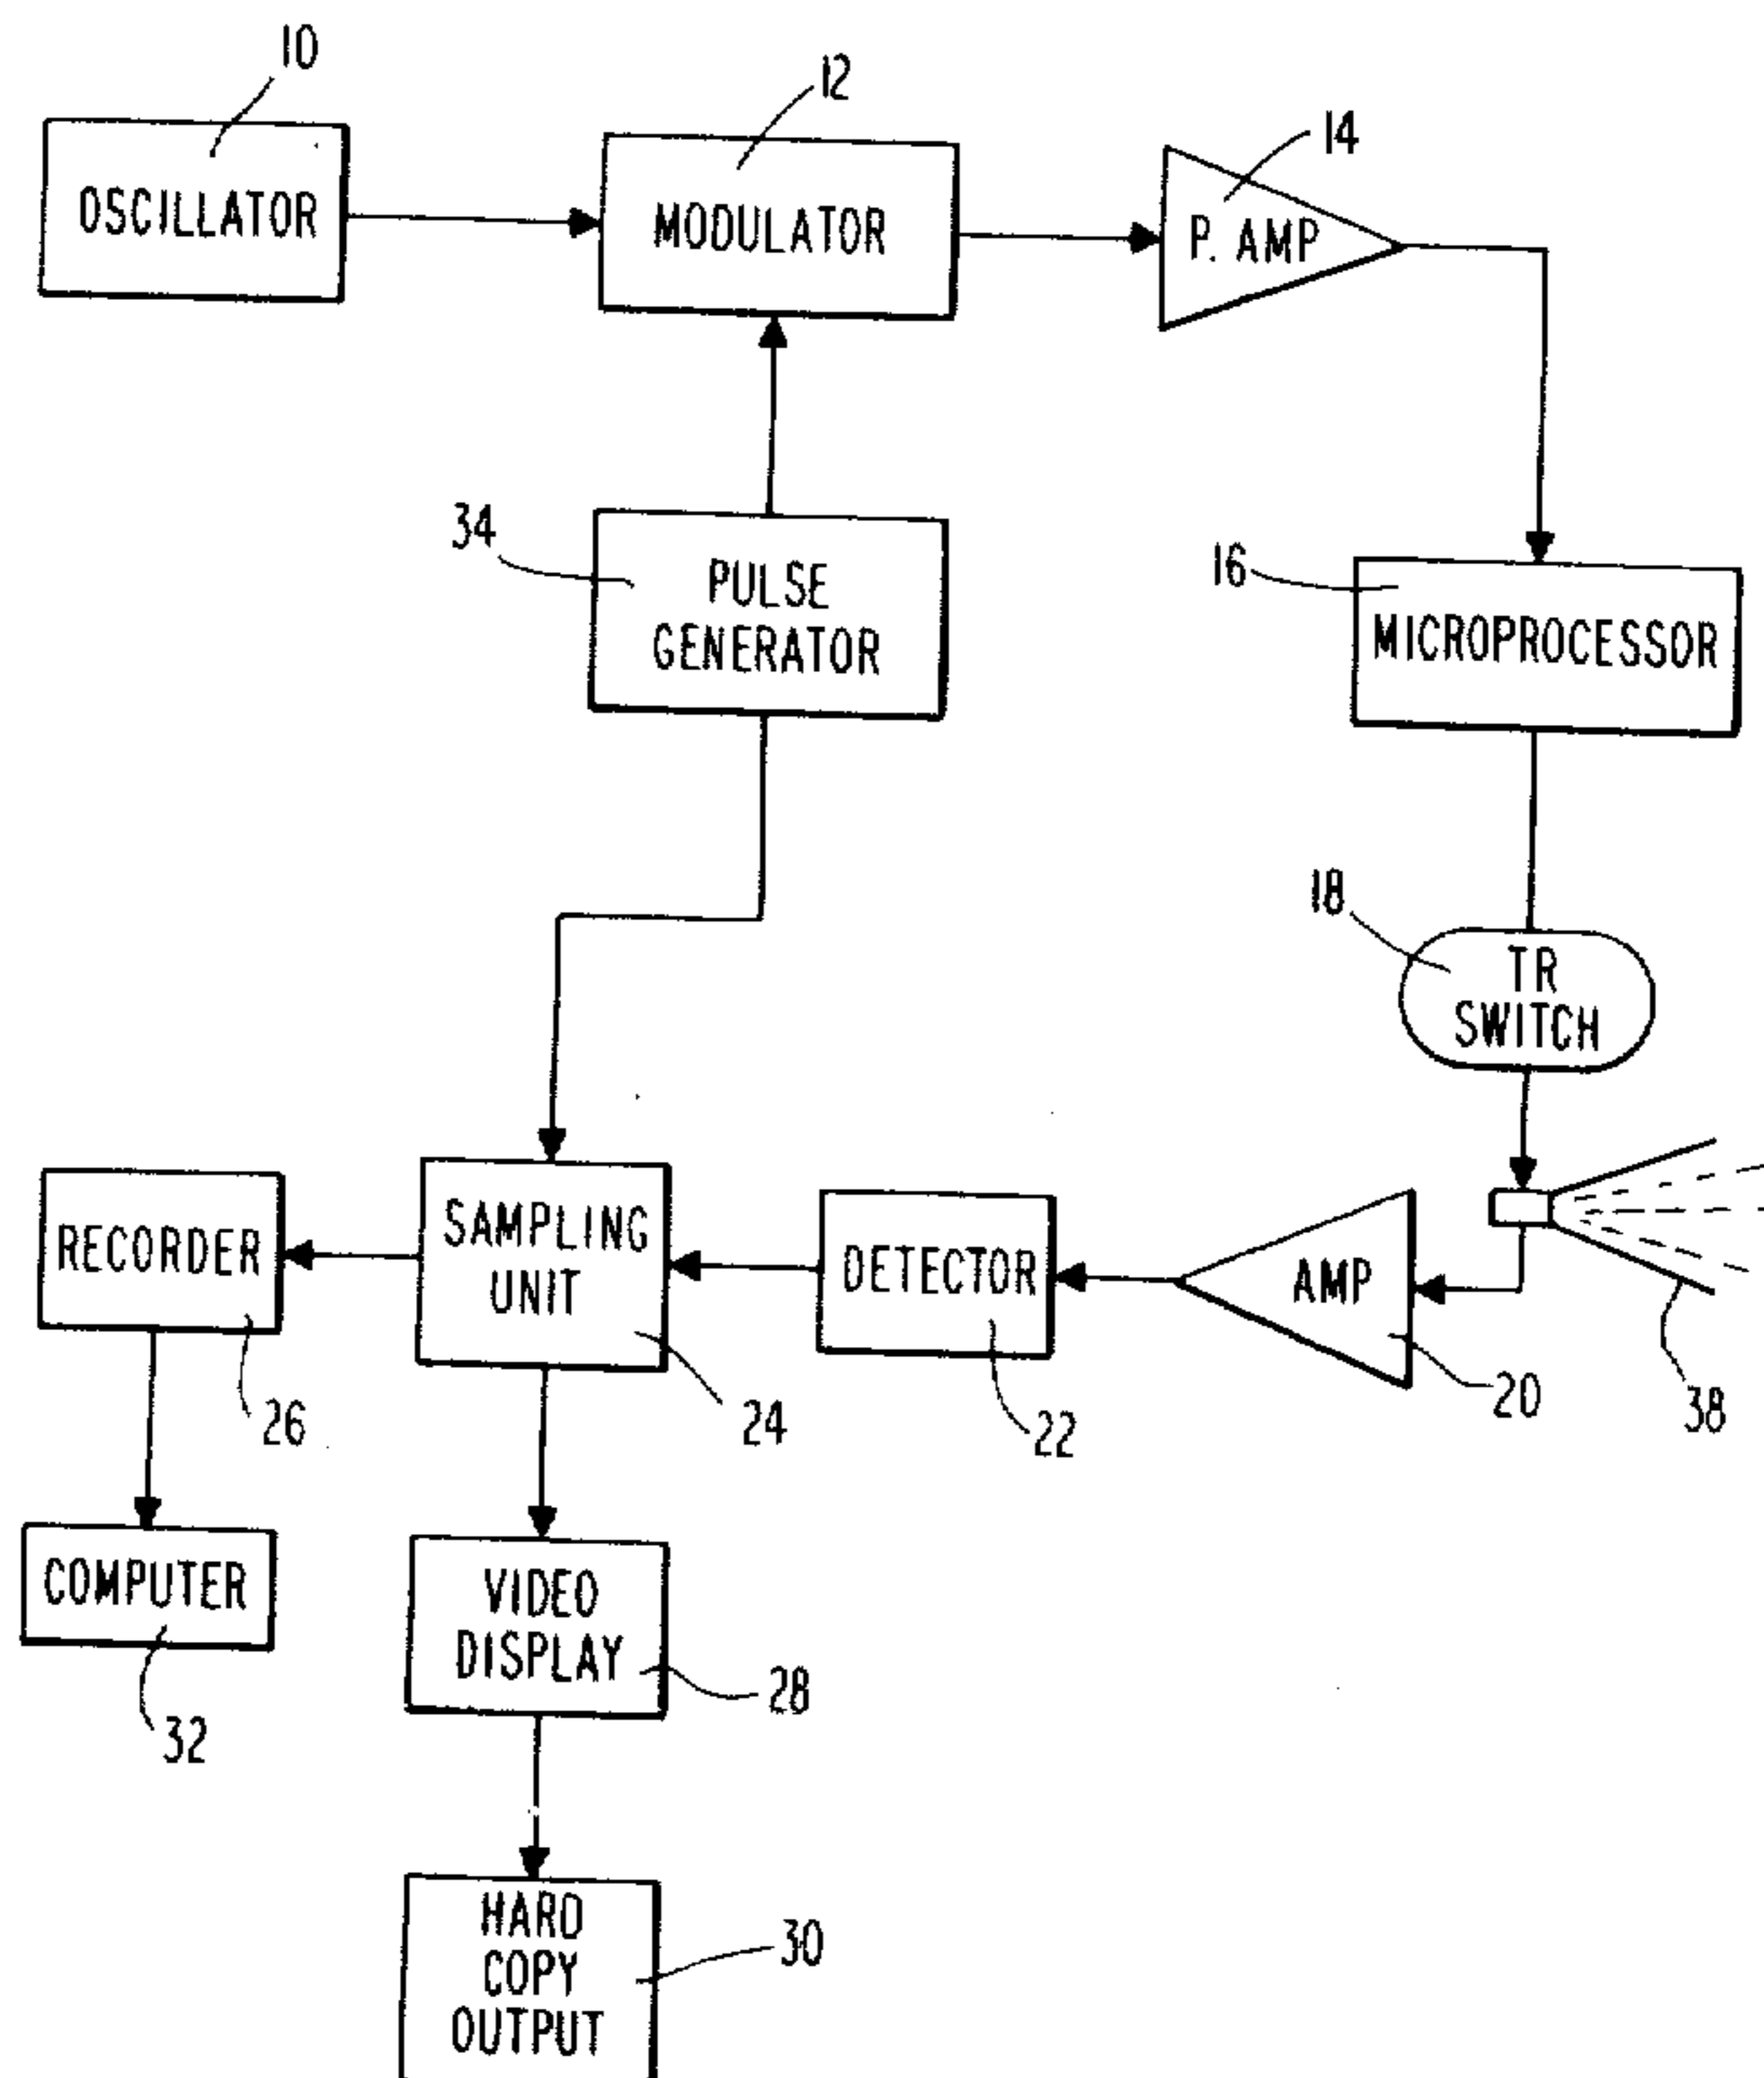 10
12
14
OSCILLATOR
MODULATOR
P. AMP
34
PULSE
GENERATOR
16
MICROPROCESSOR
18
TR
SWITCH
RECORDER
SAMPLING
UNIT
DETECTOR
AMP
26
24
22
20
38
COMPUTER
32
VIDEO
DISPLAY
28
HARD
COPY
OUTPUT
30